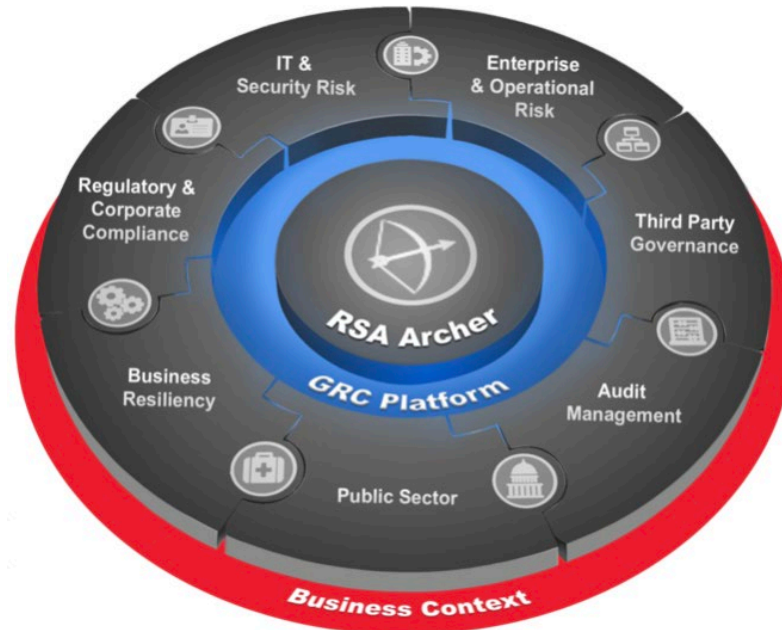 IT &
Security Risk
Enterprise
& Operational
Risk
Regulatory &
Corporate
Compliance
Third Party
Governance
RSA Archer
GRC Platform
Business
Resiliency
Audit
Management
Public Sector
Business Context